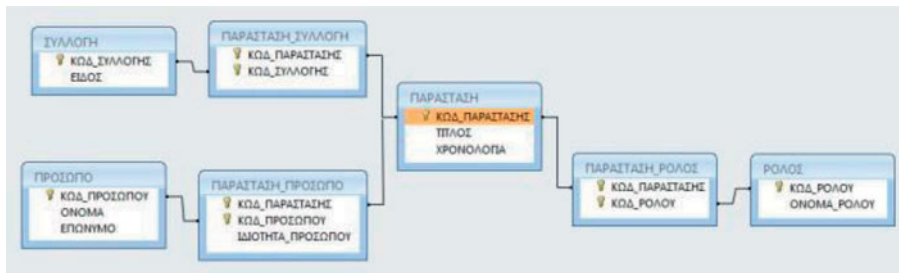 ΣΥΛΛΟΓΗ
ΚΩΔ_ΣΥΛΛΟΓΗΣ
ΕΙΔΟΣ
ΠΑΡΑΣΤΑΣΗ_ΣΥΛΛΟΓΗ
ΚΩΔ_ΠΑΡΑΣΤΑΣΗΣ
ΚΩΔ_ΣΥΛΛΟΓΗΣ
ΠΑΡΑΣΤΑΣΗ
ΚΩΔ_ΠΑΡΑΣΤΑΣΗΣ
ΤΙΤΛΟΣ
ΧΡΟΝΟΛΟΓΙΑ
ΠΡΟΣΩΠΟ
ΚΩΔ_ΠΡΟΣΩΠΟΥ
ΟΝΟΜΑ
ΕΠΩΝΥΜΟ
ΠΑΡΑΣΤΑΣΗ_ΠΡΟΣΩΠΟ
ΚΩΔ_ΠΑΡΑΣΤΑΣΗΣ
ΚΩΔ_ΠΡΟΣΩΠΟΥ
ΙΔΙΟΤΗΤΑ_ΠΡΟΣΩΠΟΥ
ΠΑΡΑΣΤΑΣΗ_ΡΟΛΟΣ
ΚΩΔ_ΠΑΡΑΣΤΑΣΗΣ
ΚΩΔ_ΡΟΛΟΥ
ΡΟΛΟΣ
ΚΩΔ_ΡΟΛΟΥ
ΟΝΟΜΑ_ΡΟΛΟΥ